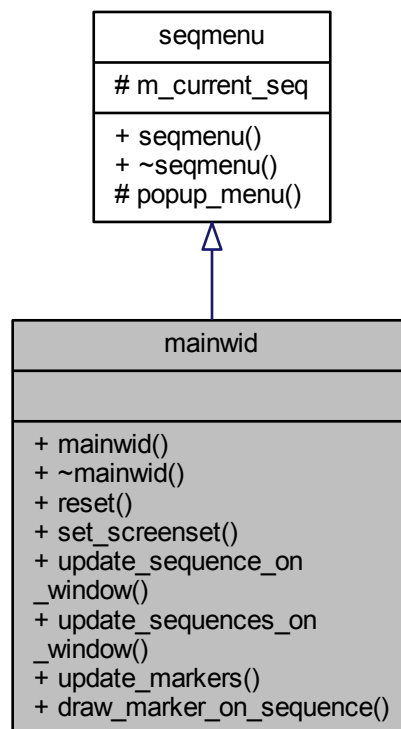 seqmenu
# m_current_seq
+ seqmenu()
+ ~seqmenu()
# popup_menu()
mainwid
+ mainwid()
+ ~mainwid()
+ reset()
+ set_screenset()
+ update_sequence_on
_window()
+ update_sequences_on
_window()
+ update_markers()
+ draw_marker_on_sequence()